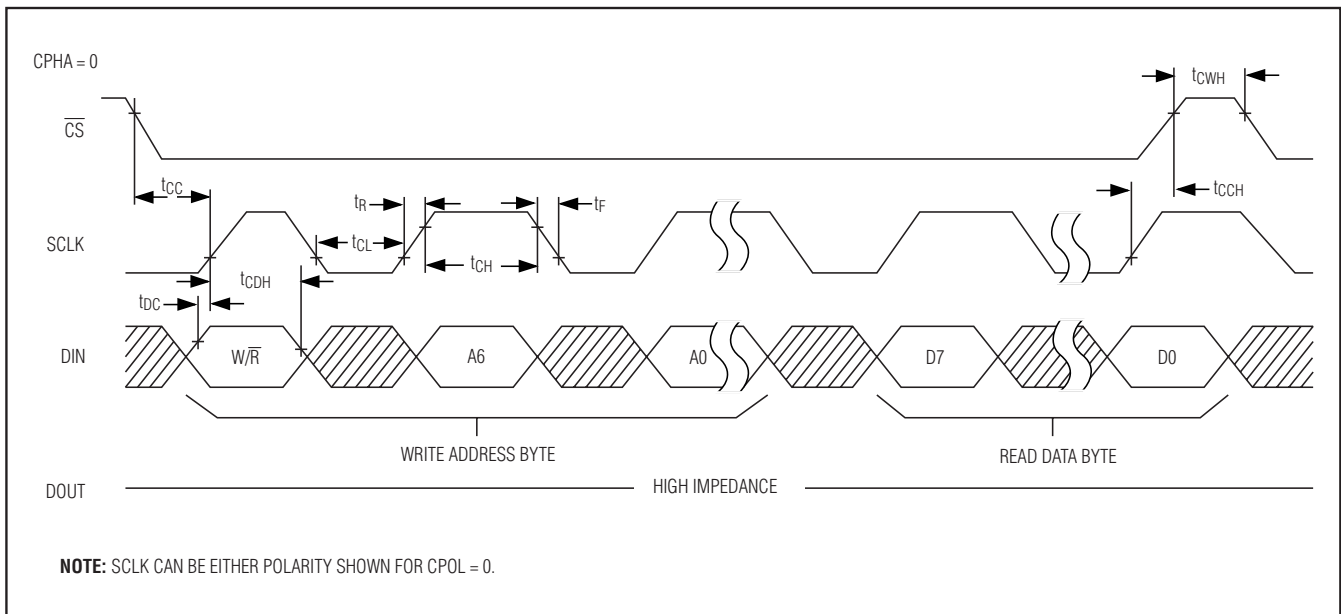 CPHA = 0
tCWH
CS
tCC
tCCH
tR
tF
SCLK
tCL
tCH
tCDH
tDC
DIN
W/R
A6
A0
D7
D0
WRITE ADDRESS BYTE
READ DATA BYTE
DOUT
HIGH IMPEDANCE
NOTE: SCLK CAN BE EITHER POLARITY SHOWN FOR CPOL = 0.